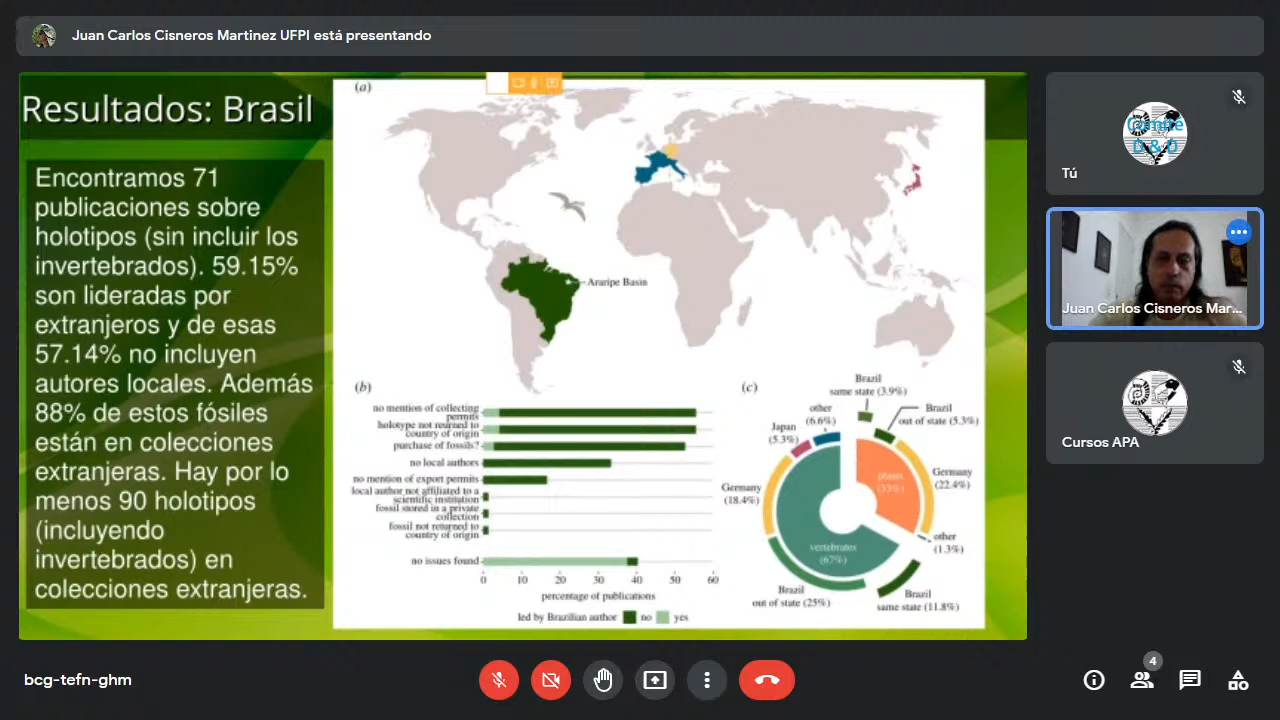 Juan Carlos Cisneros Martinez UFPI está presentando
Resultados: Brasil
Encontramos 71
publicaciones sobre
holotipos (sin incluir los
invertebrados). 59.15%
son lideradas por
extranjeros y de esas
57.14% no incluyen
autores locales. Además
88% de estos fósiles
están en colecciones
extranjeras. Hay por lo
menos 90 holotipos
(incluyendo
invertebrados) en
colecciones extranjeras.
(a)
Araripe Basin
(b)
no mention of collecting
permits
holotype not returned to
country of origin
purchase of fossils?
no local authors
no mention of export permits
local author not affiliated to a
scientific institution
fossil stored in a private
collection
fossil not returned to
country of origin
no issues found
0 10 20 30 40 50 60
percentage of publications
led by Brazilian author no yes
(c)
Brazil
same state (3.9%)
Brazil
out of state (5.3%)
other
(6.6%)
Japan
(5.3%)
Germany
(18.4%)
plants
(33%)
Germany
(22.4%)
other
(1.3%)
vertebrates
(67%)
Brazil
out of state (25%)
Brazil
same state (11.8%)
Comité
D & D
Tú
Juan Carlos Cisneros Mar...
Cursos APA
bcg-tefn-ghm
4